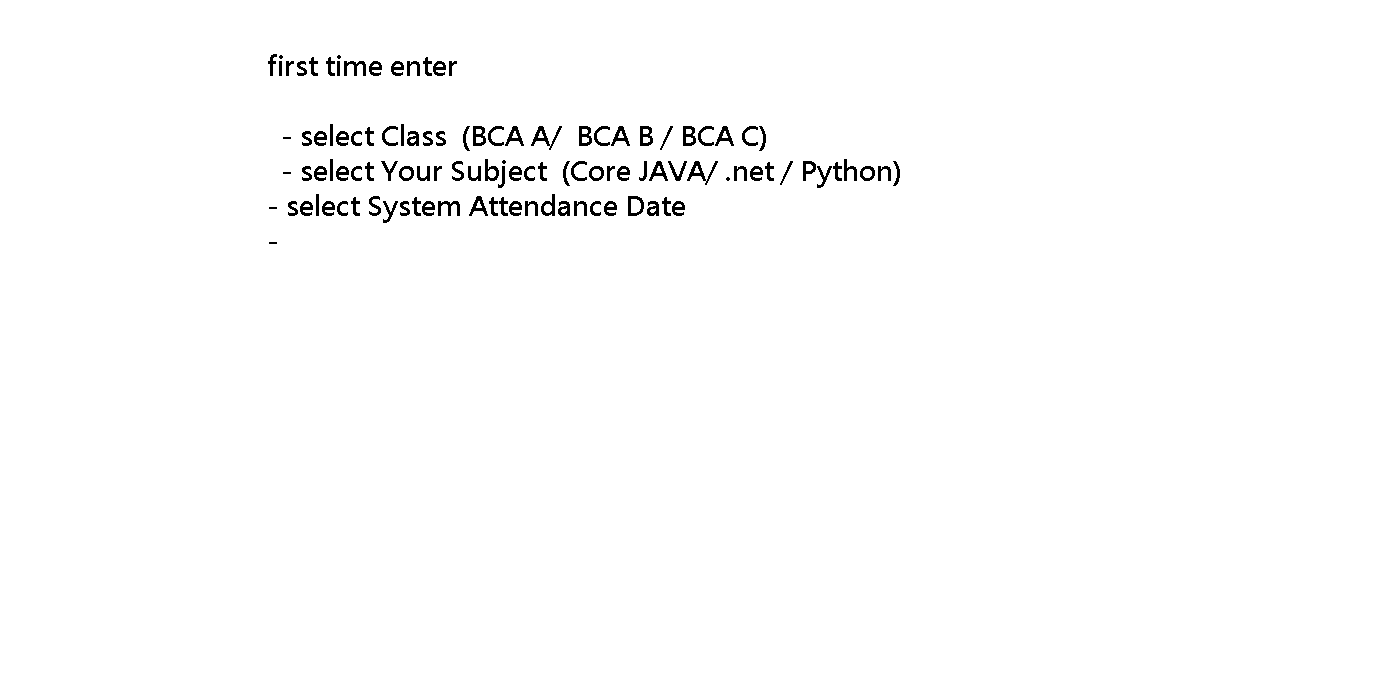 first time enter
- select Class (BCA A/ BCA B / BCA C)
- select Your Subject (Core JAVA/ .net / Python)
- select System Attendance Date
-